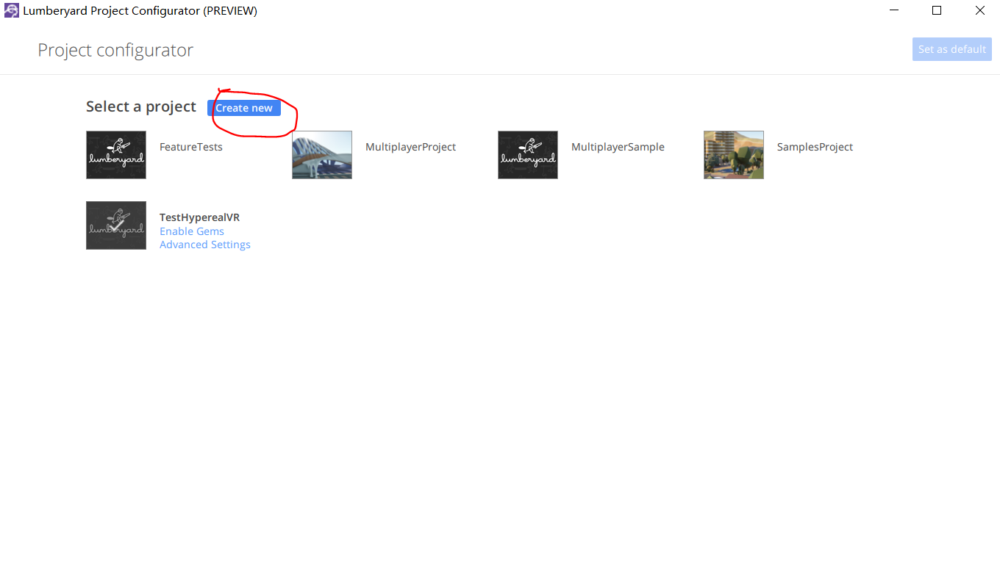 Lumberyard Project Configurator (PREVIEW)
Project configurator
Set as default
Select a project
Create new
lumberyard
FeatureTests
MultiplayerProject
lumberyard
MultiplayerSample
SamplesProject
lumberyard
TestHyperealVR
Enable Gems
Advanced Settings